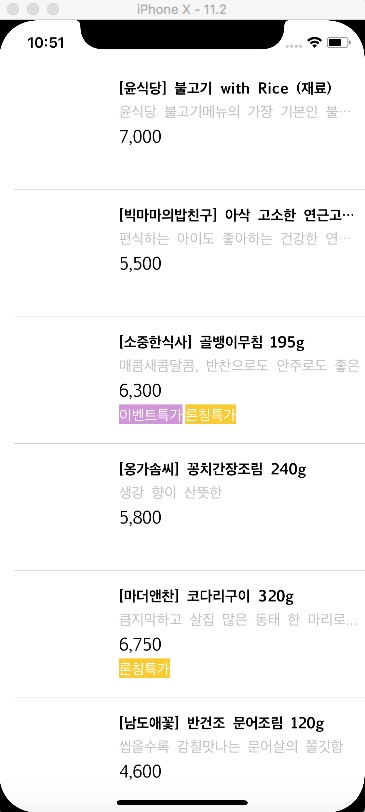 iPhone X - 11.2
10:51
[윤식당] 불고기 with Rice (재료)
윤식당 불고기메뉴의 가장 기본인 불…
7,000
[빅마마의밥친구] 아삭 고소한 연근고…
편식하는 아이도 좋아하는 건강한 연…
5,500
[소중한식사] 골뱅이무침 195g
매콤새콤달콤, 반찬으로도 안주로도 좋은
6,300
이벤트특가 론칭특가
[옹가솜씨] 꽁치간장조림 240g
생강 향이 산뜻한
5,800
[마더앤찬] 코다리구이 320g
큼지막하고 살집 많은 동태 한 마리로...
6,750
론칭특가
[남도애꽃] 반건조 문어조림 120g
씹을수록 감칠맛나는 문어살의 쫄깃함
4,600